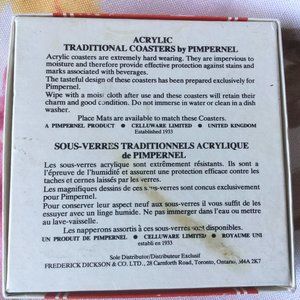 ACRYLIC
TRADITIONAL COASTERS by PIMPERNEL
Acrylic coasters are extremely hard wearing. They are impervious
to moisture and therefore provide effective protection against stains and
marks associated with beverages.
The tasteful design of these coasters has been prepared exclusively for
Pimpernel.
Wipe with a moist cloth after use and these coasters will retain their
charm and good condition. Do not immerse in water or clean in a dish
washer.
Place Mats are available to match these Coasters.
A PIMPERNEL PRODUCT • CELLUWARE LIMITED • UNITED KINGDOM
Established 1933
SOUS-VERRES TRADITIONNELS ACRYLIQUE
de PIMPERNEL
Les sous-verres acrylique sont extrêmement résistants. Ils sont a
l'épreuve de l'humidité et assurent une protection efficace contre les
taches et cernes laissés par les breuvages.
Les magnifiques dessins de ces sous-verres sont conçus exclusivement
pour Pimpernel.
Pour conserver leur aspect neuf aux sous-verres il vous suffit de les
essuyer avec un linge humide. Ne pas immerger dans l'eau ou mettre
au lave-vaisselle.
Les napperons assortis à ces sous-verres sont disponibles.
UN PRODUIT DE PIMPERNEL • CELLUWARE LIMITED • ROYAUME UNI
etabli en 1933
Sole Distributor/Distributeur Exclusif
FREDERICK DICKSON & CO. LTD., 28 Carnforth Road, Toronto, Ontario, M4A 2K7